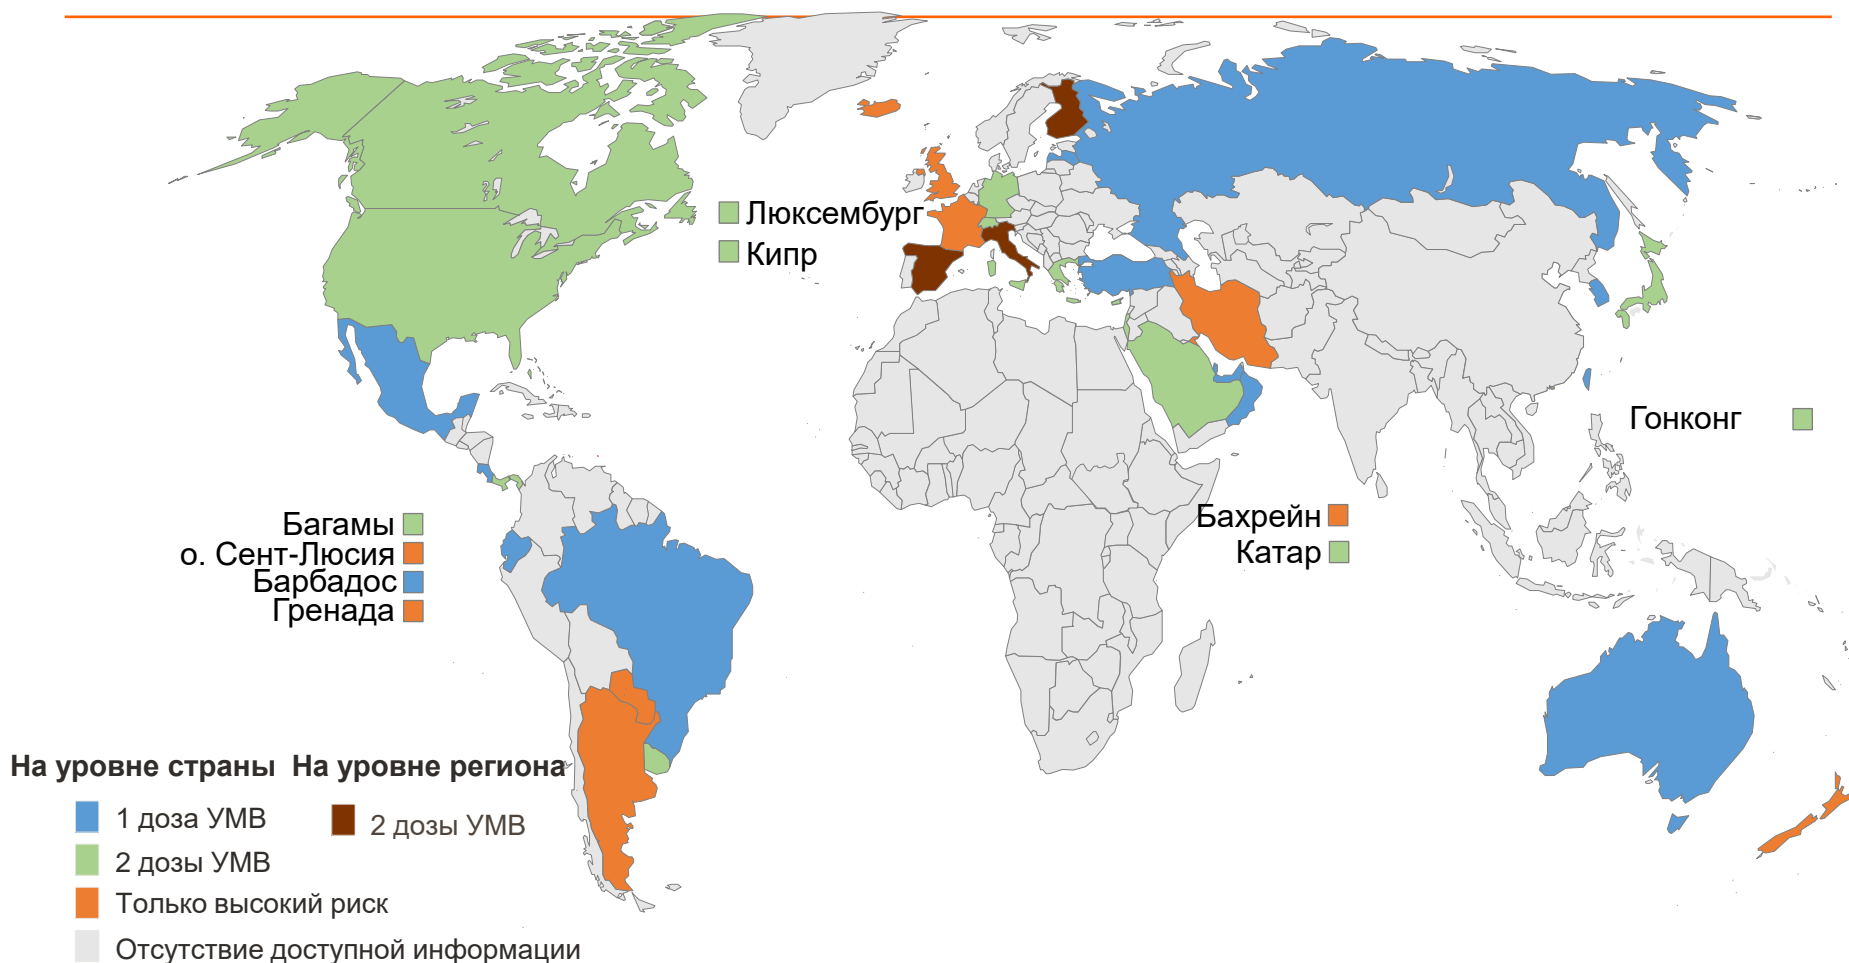 Люксембург
Кипр
Гонконг
Багамы
о. Сент-Люсия
Барбадос
Гренада
Бахрейн
Катар
На уровне страны На уровне региона
1 доза УМВ 2 дозы УМВ
2 дозы УМВ
Только высокий риск
Отсутствие доступной информации